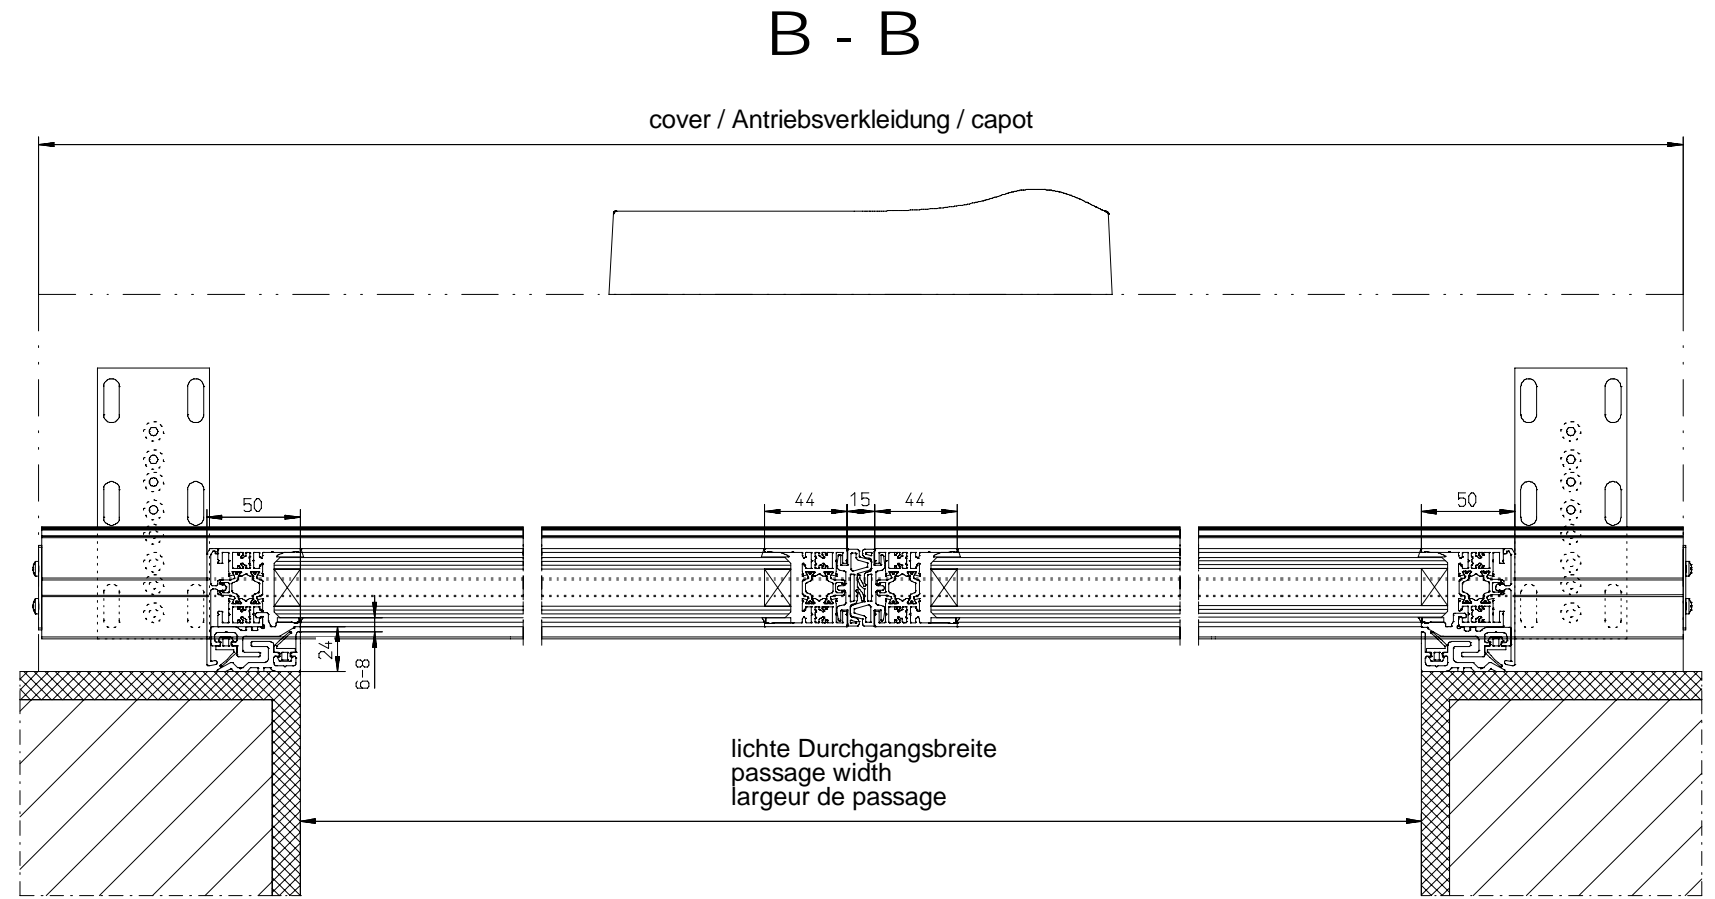 B - B
cover / Antriebsverkleidung / capot
50
44
15
44
50
24
6-8
lichte Durchgangsbreite
passage width
largeur de passage